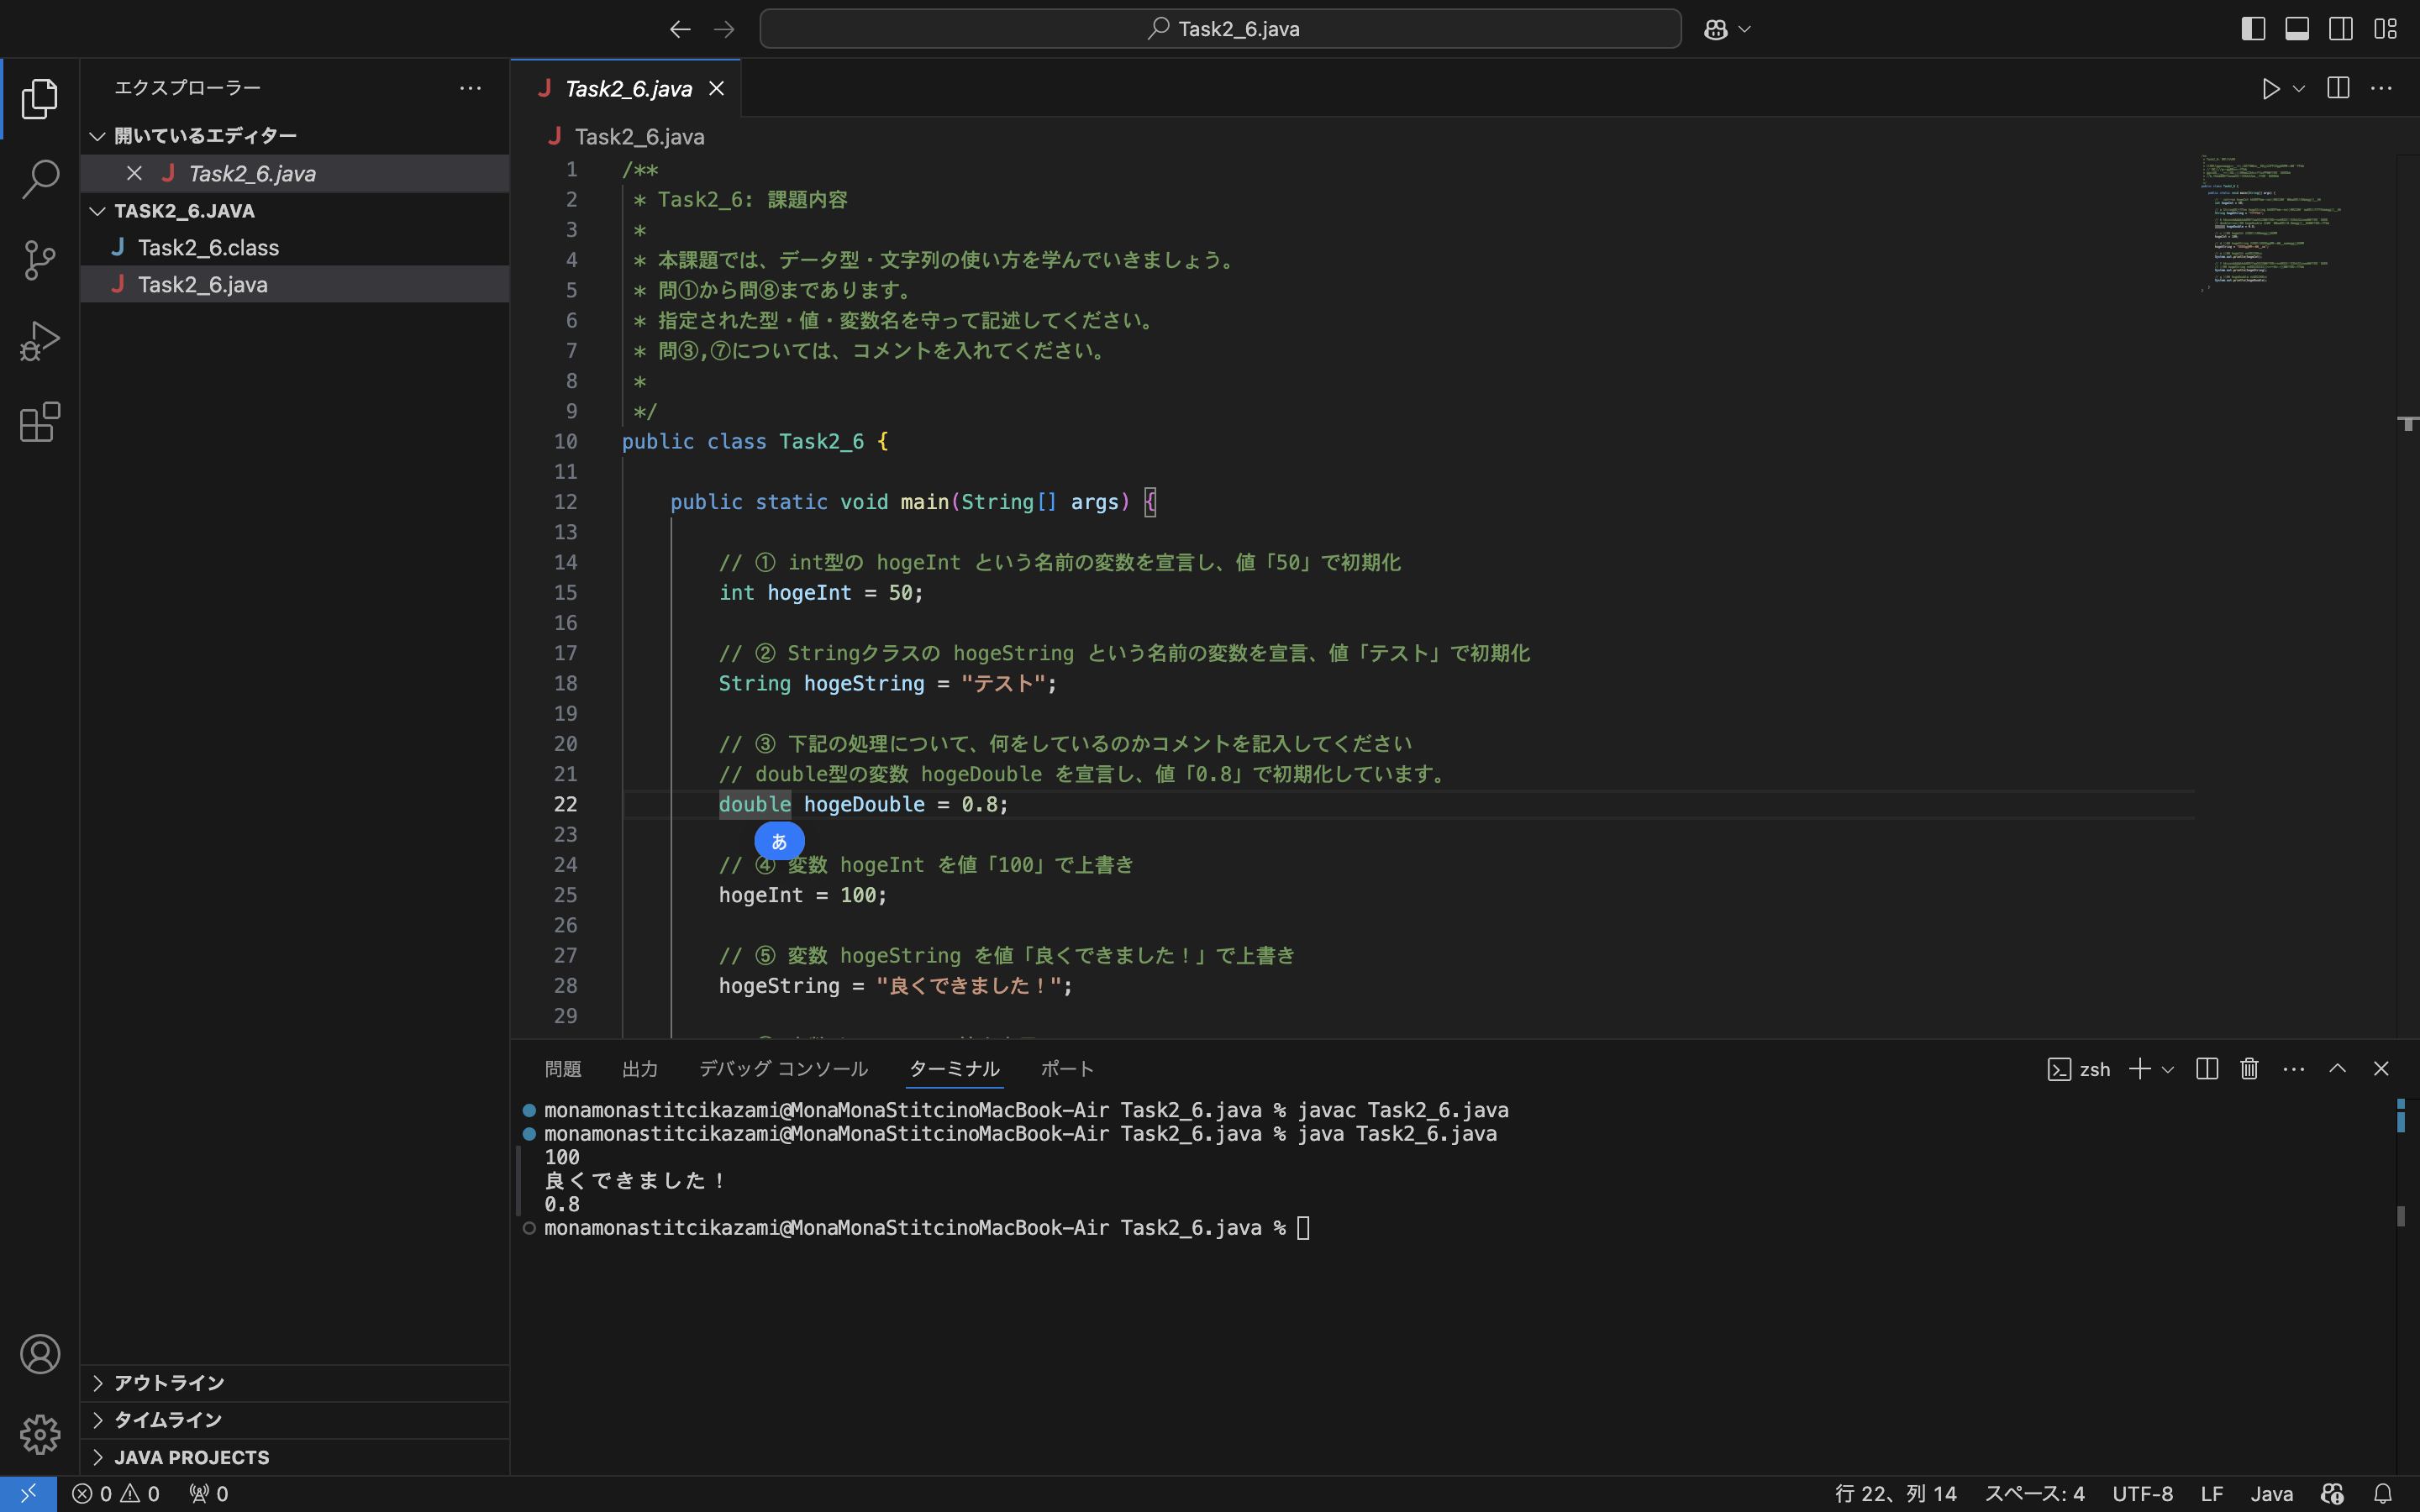 Task2_6.java
エクスプローラー
開いているエディター
Task2_6.java
TASK2_6.JAVA
Task2_6.class
Task2_6.java
アウトライン
タイムライン
JAVA PROJECTS
Task2_6.java
Task2_6.java
1 /**
2 * Task2_6: 課題内容
3 *
4 * 本課題では、データ型・文字列の使い方を学んでいきましょう。
5 * 問①から問⑧まであります。
6 * 指定された型・値・変数名を守って記述してください。
7 * 問③,⑦については、コメントを入れてください。
8 *
9 */
10 public class Task2_6 {
11
12 public static void main(String[] args) {
13
14 // ① int型の hogeInt という名前の変数を宣言し、値「50」で初期化
15 int hogeInt = 50;
16
17 // ② Stringクラスの hogeString という名前の変数を宣言、値「テスト」で初期化
18 String hogeString = "テスト";
19
20 // ③ 下記の処理について、何をしているのかコメントを記入してください
21 // double型の変数 hogeDouble を宣言し、値「0.8」で初期化しています。
22 double hogeDouble = 0.8;
23
あ
24 // ④ 変数 hogeInt を値「100」で上書き
25 hogeInt = 100;
26
27 // ⑤ 変数 hogeString を値「良くできました！」で上書き
28 hogeString = "良くできました！";
29
問題 出力 デバッグ コンソール ターミナル ポート
zsh
monamonastitcikazami@MonaMonaStitcinoMacBook-Air Task2_6.java % javac Task2_6.java
monamonastitcikazami@MonaMonaStitcinoMacBook-Air Task2_6.java % java Task2_6.java
100
良くできました！
0.8
monamonastitcikazami@MonaMonaStitcinoMacBook-Air Task2_6.java %
0 0 0
行 22、列 14 スペース: 4 UTF-8 LF Java